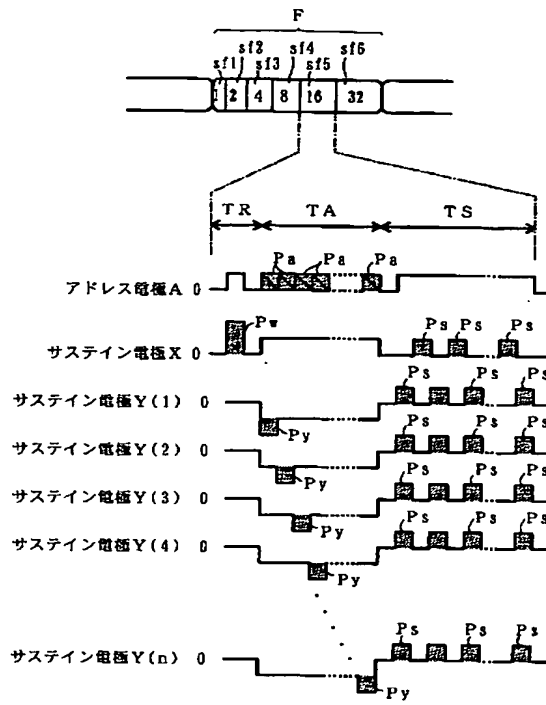 F
sf2 sf4 sf6
sf1 sf3 sf5
1 2 4 8 16 32
TR TA TS
Pa Pa Pa
アドレス電極A 0
Pw
Ps Ps Ps
サステイン電極X 0
Ps Ps Ps
サステイン電極Y(1) 0
Py
Ps Ps Ps
サステイン電極Y(2) 0
Py
Ps Ps Ps
サステイン電極Y(3) 0
Py
Ps Ps Ps
サステイン電極Y(4) 0
Py
Ps Ps Ps
サステイン電極Y(n) 0
Py